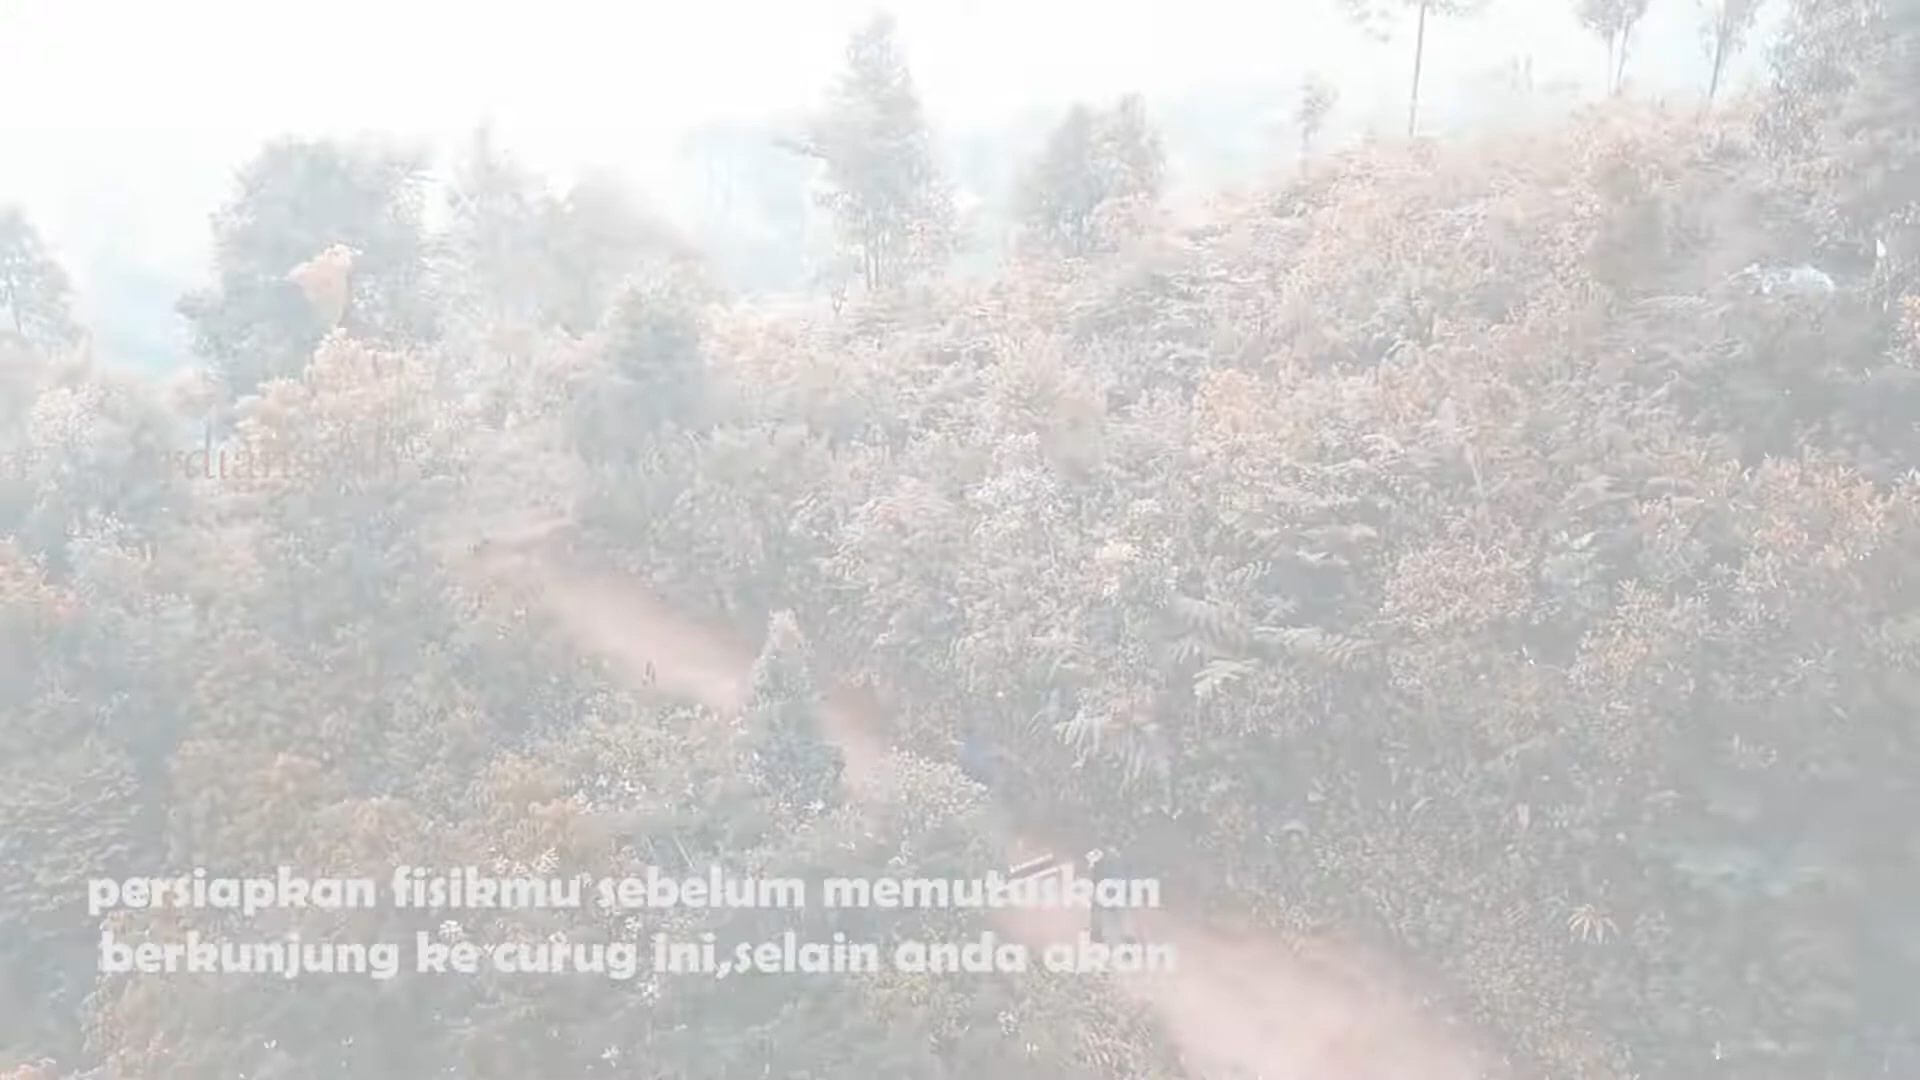 persiapkan fisikmu sebelum memutuskan
berkunjung ke curug ini,selain anda akan